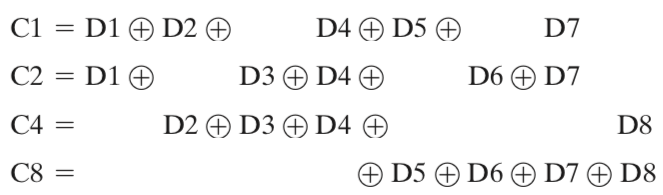 C1 = D1 ⊕ D2 ⊕ D4 ⊕ D5 ⊕ D7
C2 = D1 ⊕ D3 ⊕ D4 ⊕ D6 ⊕ D7
C4 = D2 ⊕ D3 ⊕ D4 ⊕ D8
C8 = ⊕ D5 ⊕ D6 ⊕ D7 ⊕ D8